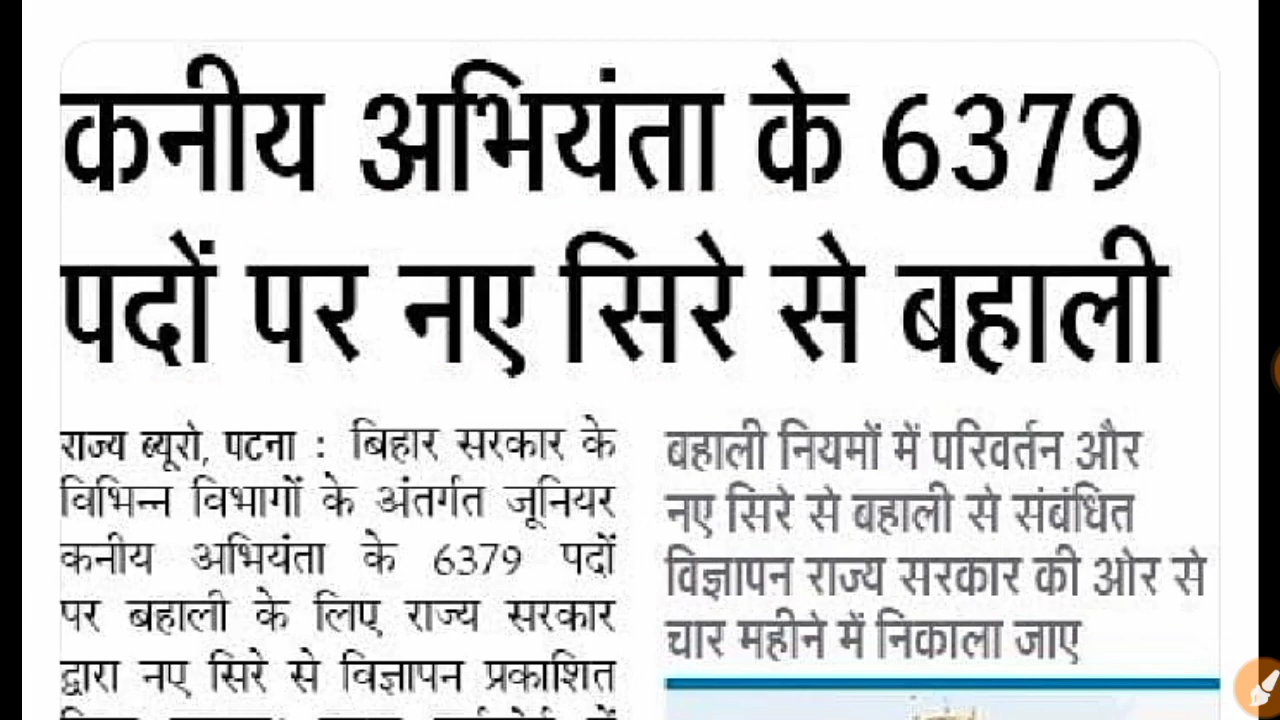 कनीय अभियंता के 6379
पदों पर नए सिरे से बहाली
राज्य ब्यूरो, पटना : बिहार सरकार के
विभिन्न विभागों के अंतर्गत जूनियर
कनीय अभियंता के 6379 पदों
पर बहाली के लिए राज्य सरकार
द्वारा नए सिरे से विज्ञापन प्रकाशित
बहाली नियमों में परिवर्तन और
नए सिरे से बहाली से संबंधित
विज्ञापन राज्य सरकार की ओर से
चार महीने में निकाला जाए